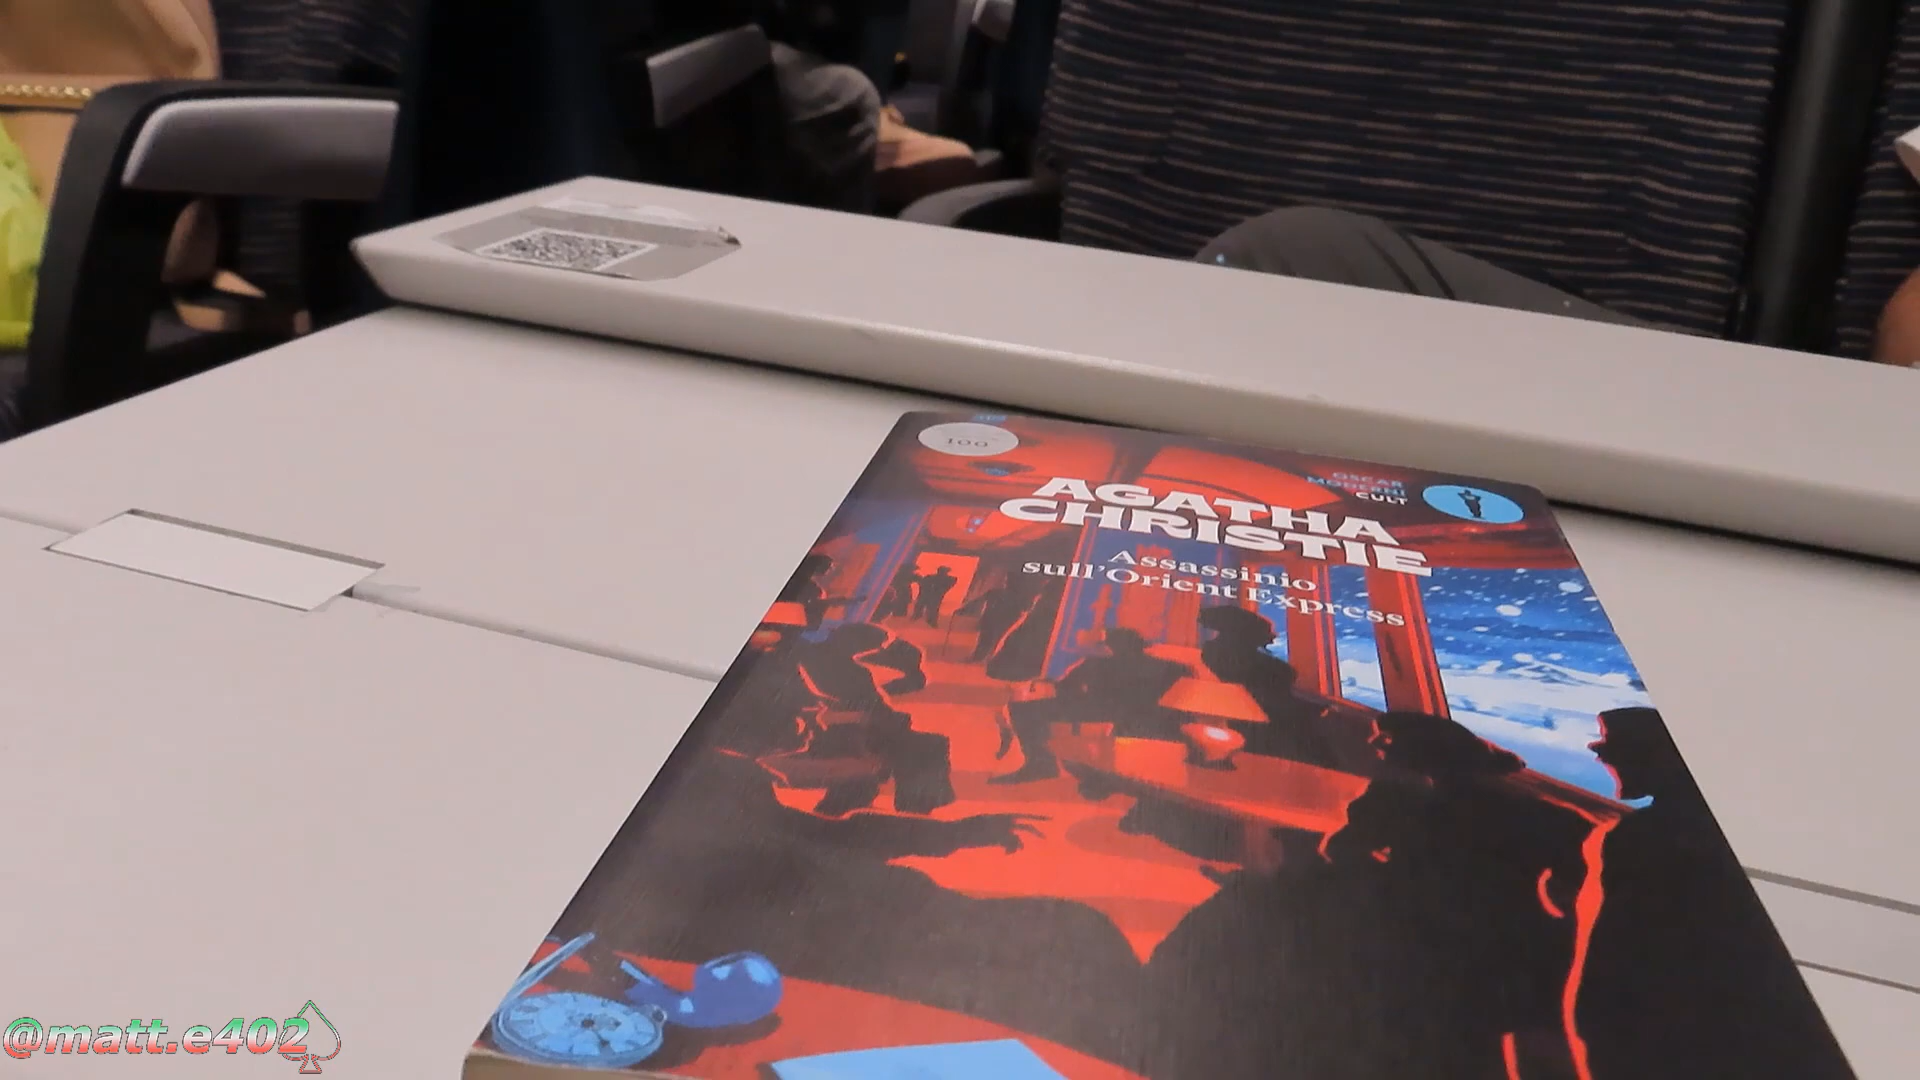 100
OSCAR
MODERNI
CULT
AGATHA
CHRISTIE
Assassinio
sull'Orient Express
@matt.e402